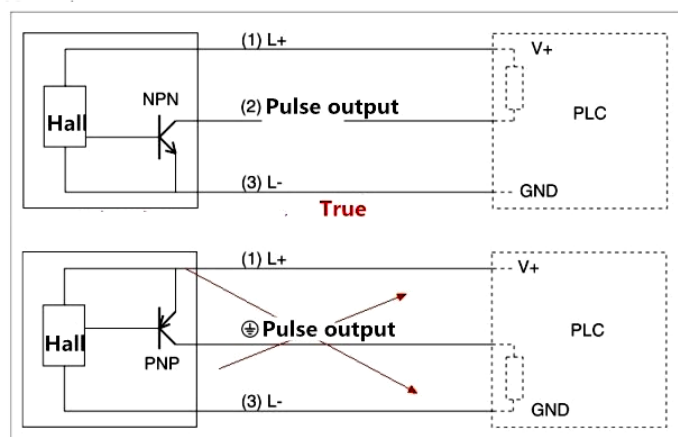 (1) L+
V+
NPN
Hall
(2) Pulse output
PLC
(3) L-
GND
True
(1) L+
V+
Pulse output
Hall
PLC
PNP
(3) L-
GND